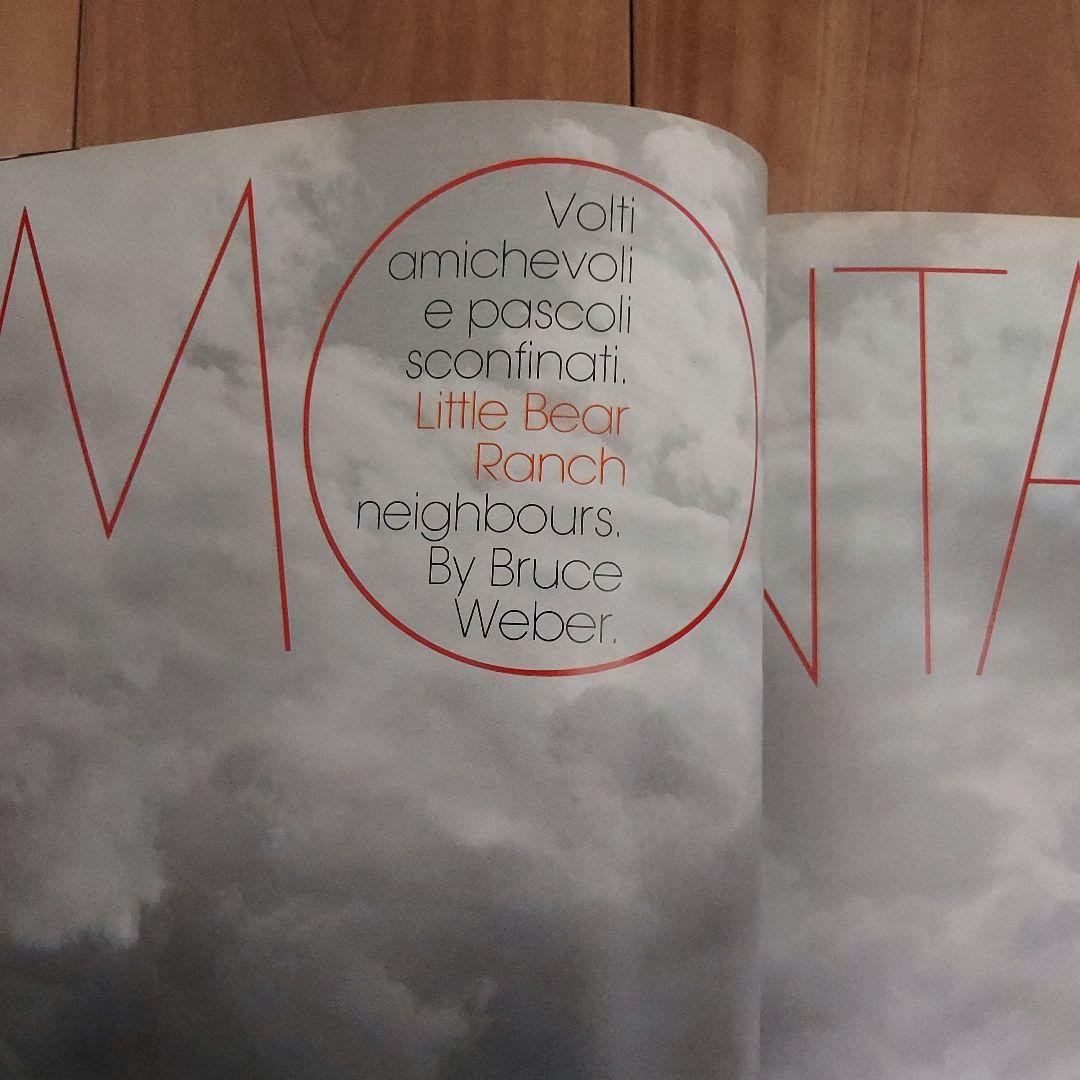 MONTA
Volti
amichevoli
e pascoli
sconfinati.
Little Bear
Ranch
neighbours.
By Bruce
Weber.